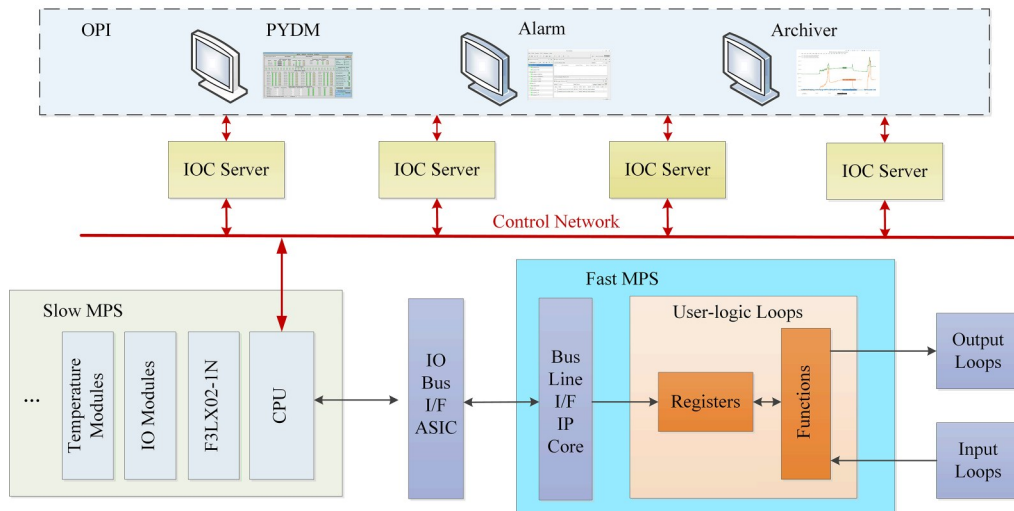 OPI
PYDM
Alarm
Archiver
IOC Server
IOC Server
IOC Server
IOC Server
Control Network
Slow MPS
...
Temperature
Modules
IO Modules
F3LX02-1N
CPU
IO
Bus
I/F
ASIC
Fast MPS
Bus
Line
I/F
IP
Core
User-logic Loops
Registers
Functions
Output
Loops
Input
Loops